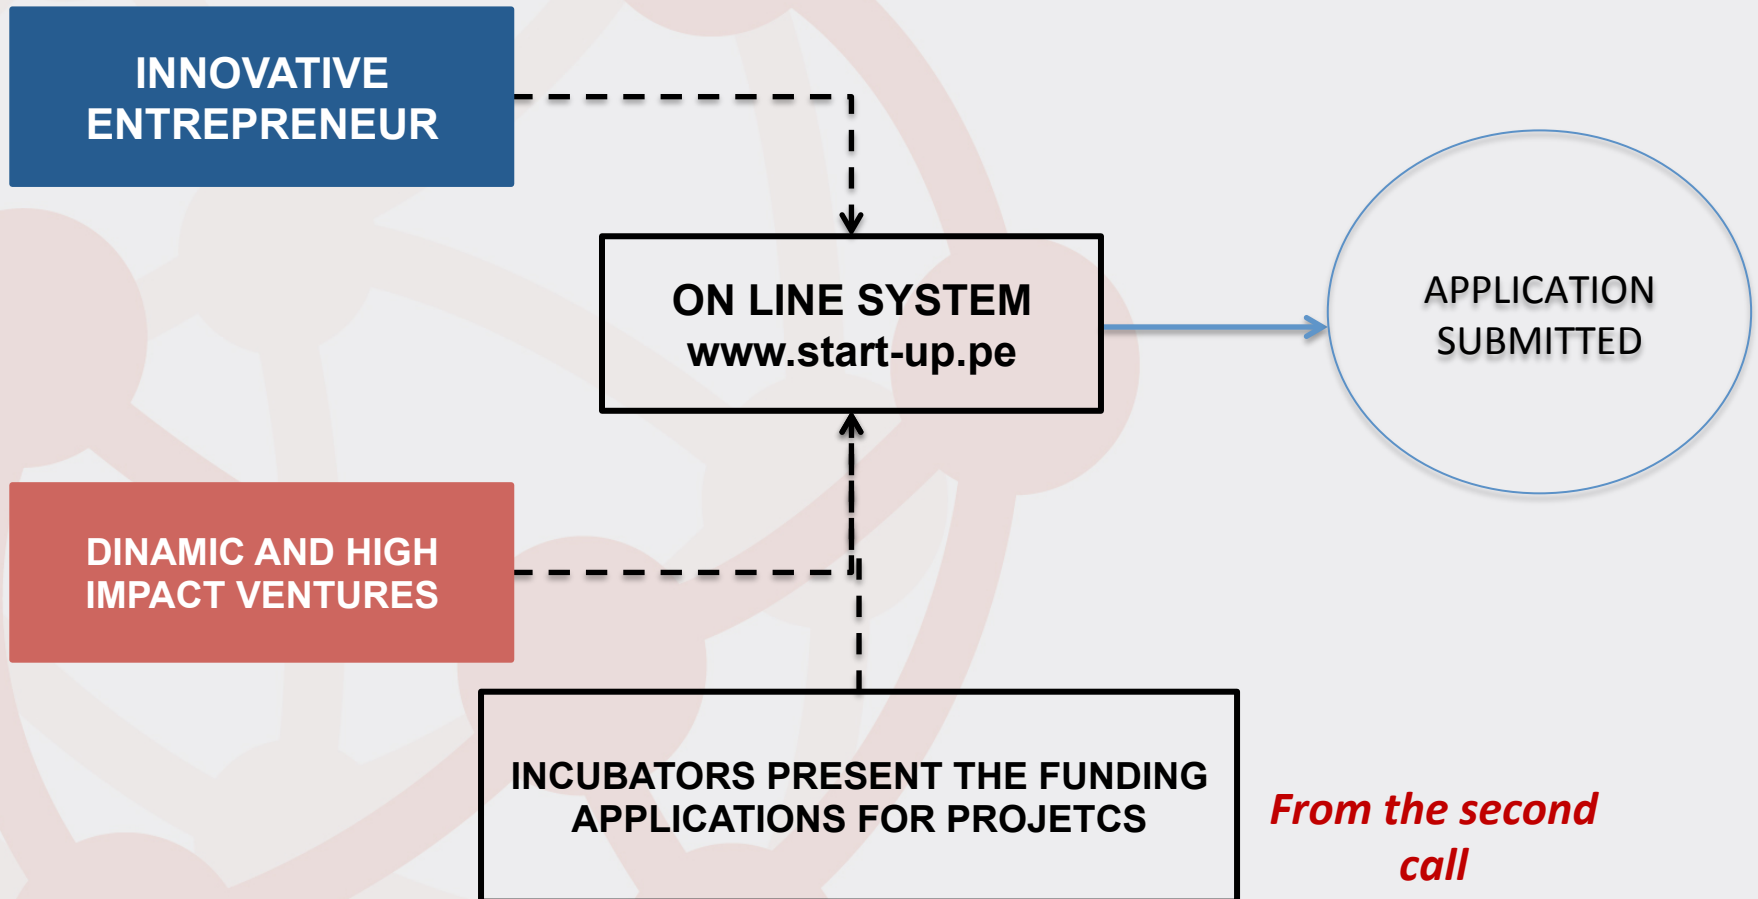 INNOVATIVE
ENTREPRENEUR
ON LINE SYSTEM
www.start-up.pe
APPLICATION
SUBMITTED
DINAMIC AND HIGH
IMPACT VENTURES
INCUBATORS PRESENT THE FUNDING
APPLICATIONS FOR PROJETCS
From the second
call